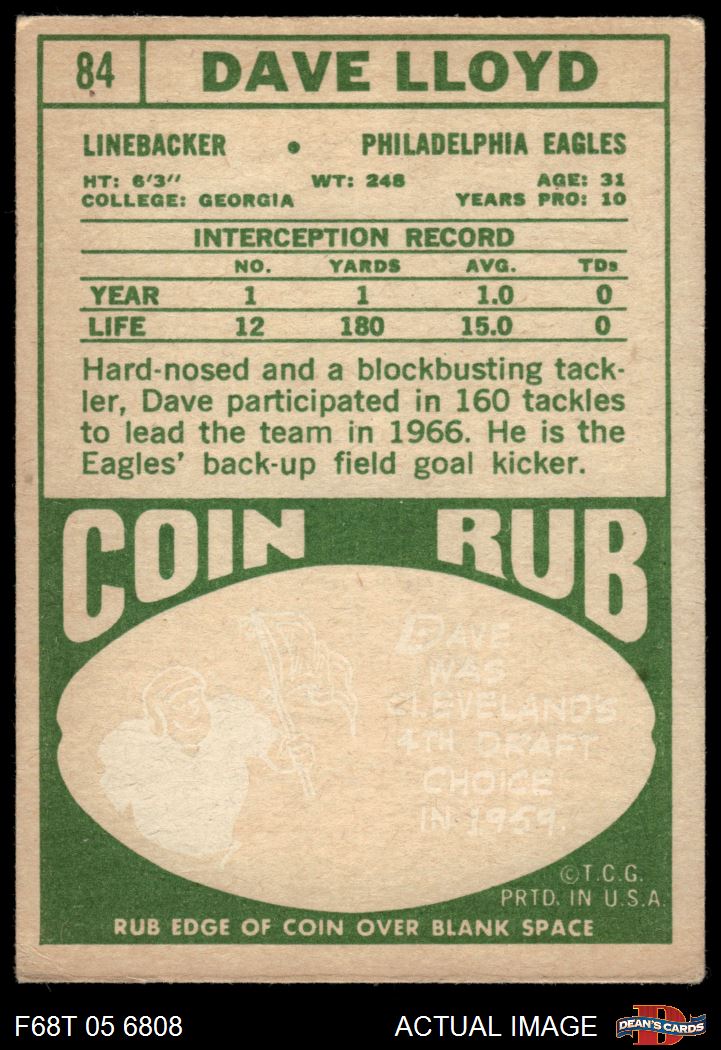 84 DAVE LLOYD
LINEBACKER • PHILADELPHIA EAGLES
HT: 6'3" WT: 248 AGE: 31
COLLEGE: GEORGIA YEARS PRO: 10
INTERCEPTION RECORD
NO. YARDS AVG. TDs
YEAR 1 1 1.0 0
LIFE 12 180 15.0 0
Hard-nosed and a blockbusting tack-
ler, Dave participated in 160 tackles
to lead the team in 1966. He is the
Eagles' back-up field goal kicker.
COIN RUB
DAVE
WAS
CLEVELAND'S
4TH DRAFT
CHOICE
IN 1959.
©T.C.G.
PRTD. IN U.S.A.
RUB EDGE OF COIN OVER BLANK SPACE
F68T 05 6808 ACTUAL IMAGE DEAN'S CARDS